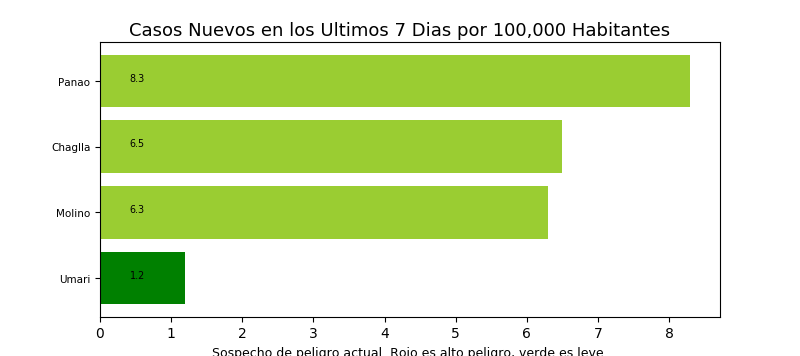 Casos Nuevos en los Ultimos 7 Dias por 100,000 Habitantes
Panao
8.3
Chaglla
6.5
Molino
6.3
Umari
1.2
0 1 2 3 4 5 6 7 8
Sospecho de peligro actual. Rojo es alto peligro, verde es leve